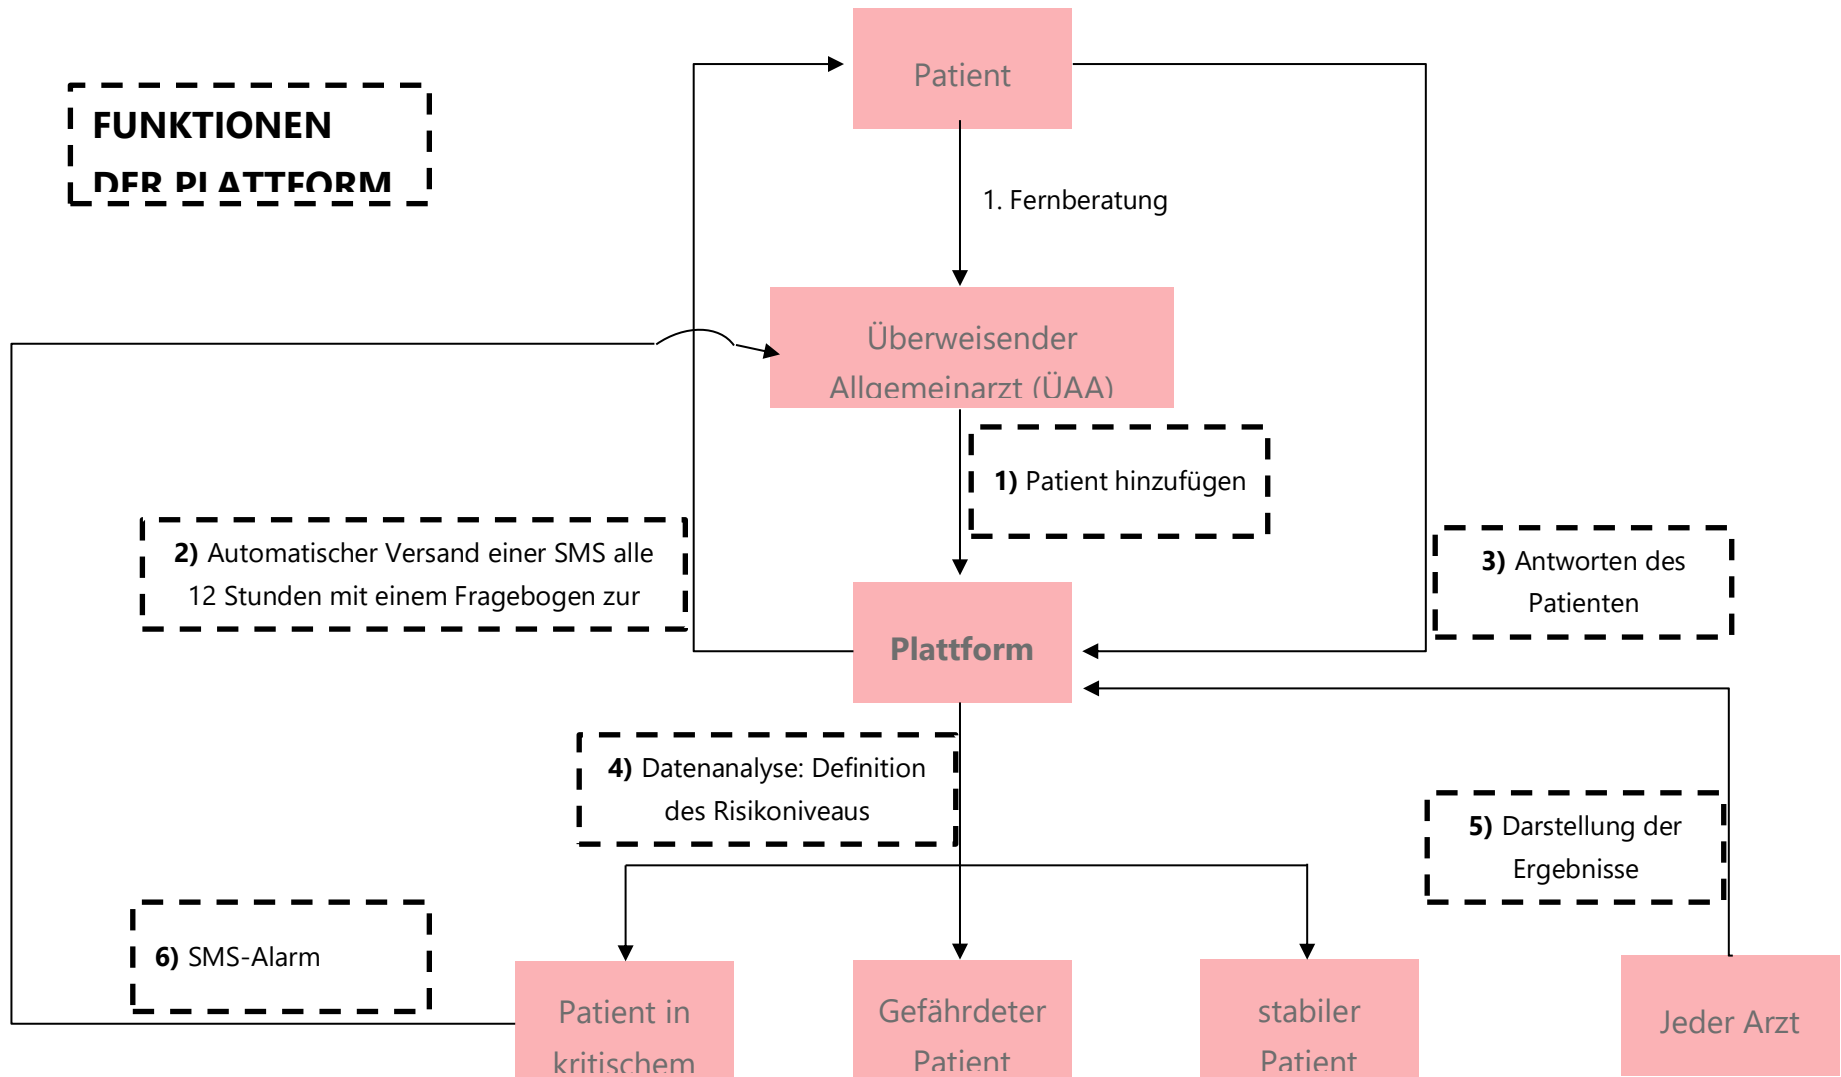 Patient
FUNKTIONEN
DER PLATTFORM
1. Fernberatung
Überweisender
Allgemeinarzt (ÜAA)
1) Patient hinzufügen
2) Automatischer Versand einer SMS alle
12 Stunden mit einem Fragebogen zur
3) Antworten des
Patienten
Plattform
4) Datenanalyse: Definition
des Risikoniveaus
5) Darstellung der
Ergebnisse
6) SMS-Alarm
Patient in
kritischem
Gefährdeter
Patient
stabiler
Patient
Jeder Arzt